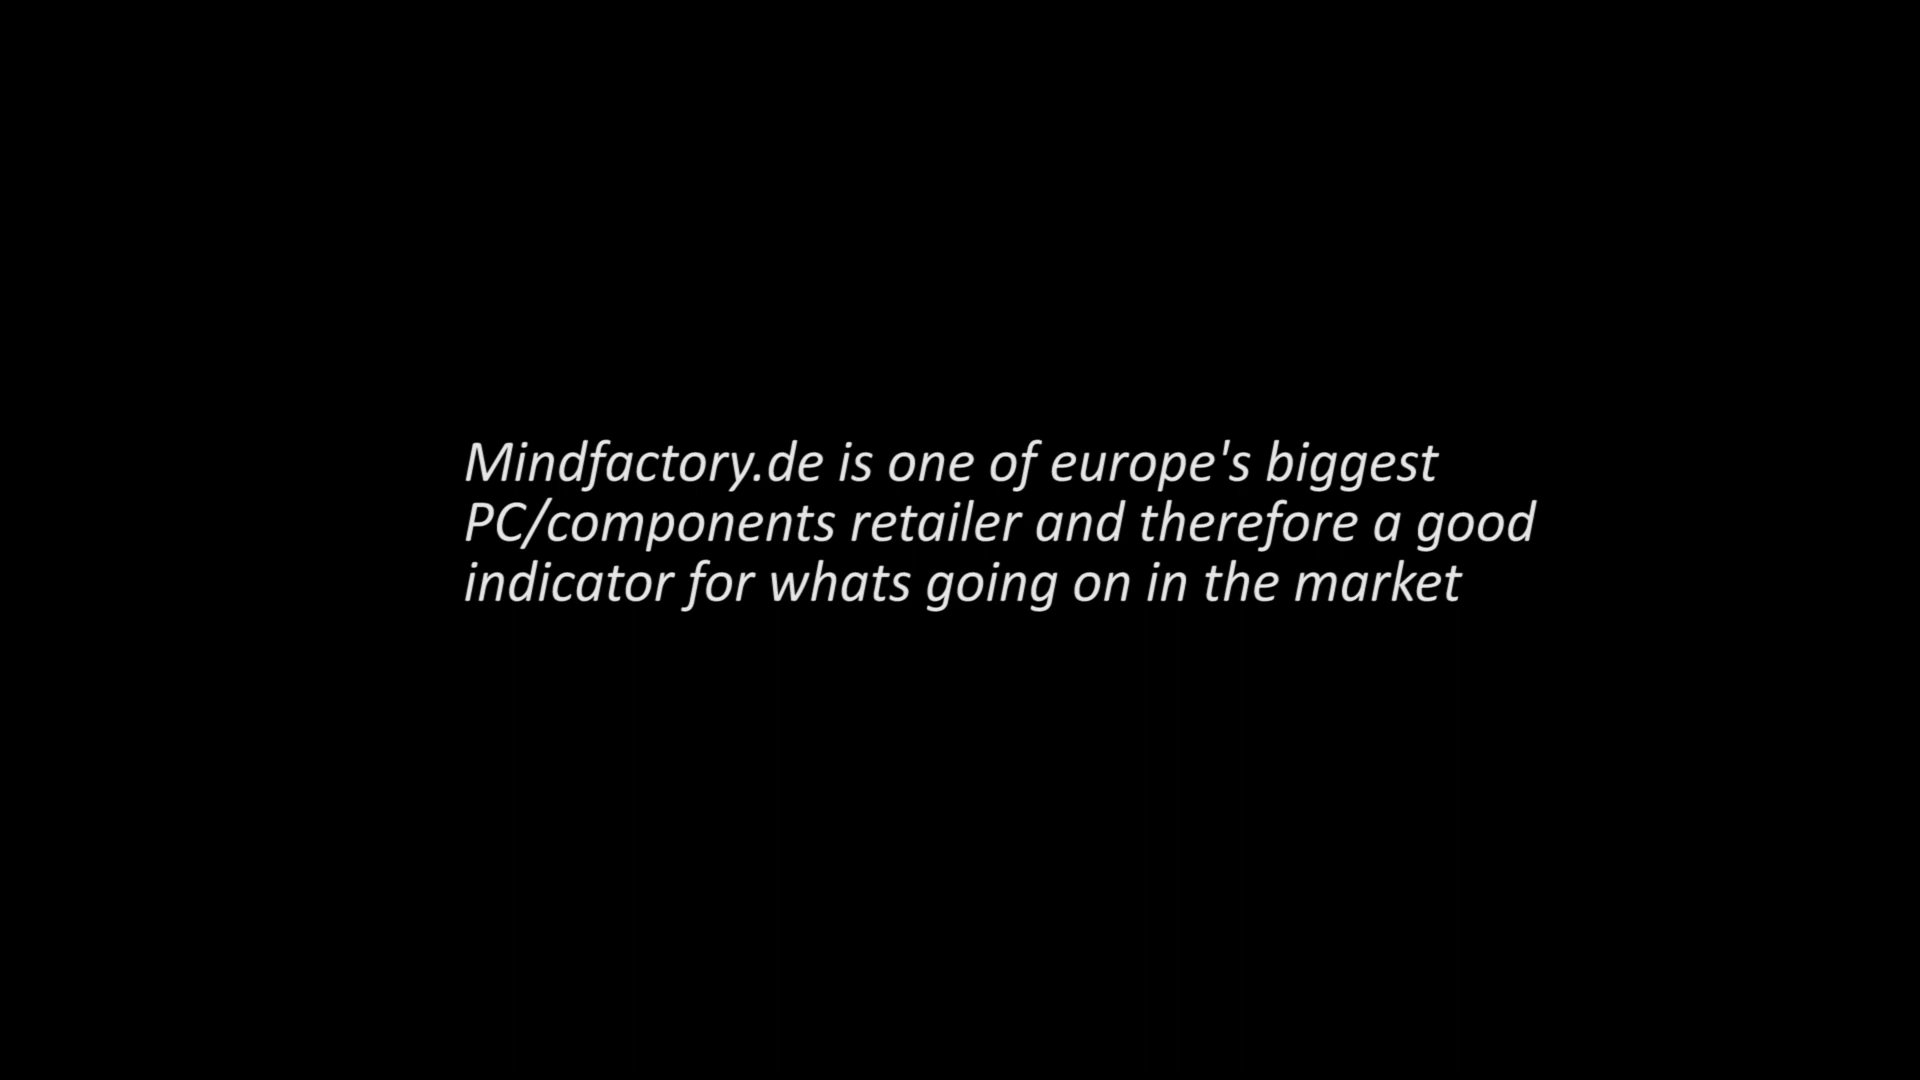 Mindfactory.de is one of europe's biggest
PC/components retailer and therefore a good
indicator for whats going on in the market